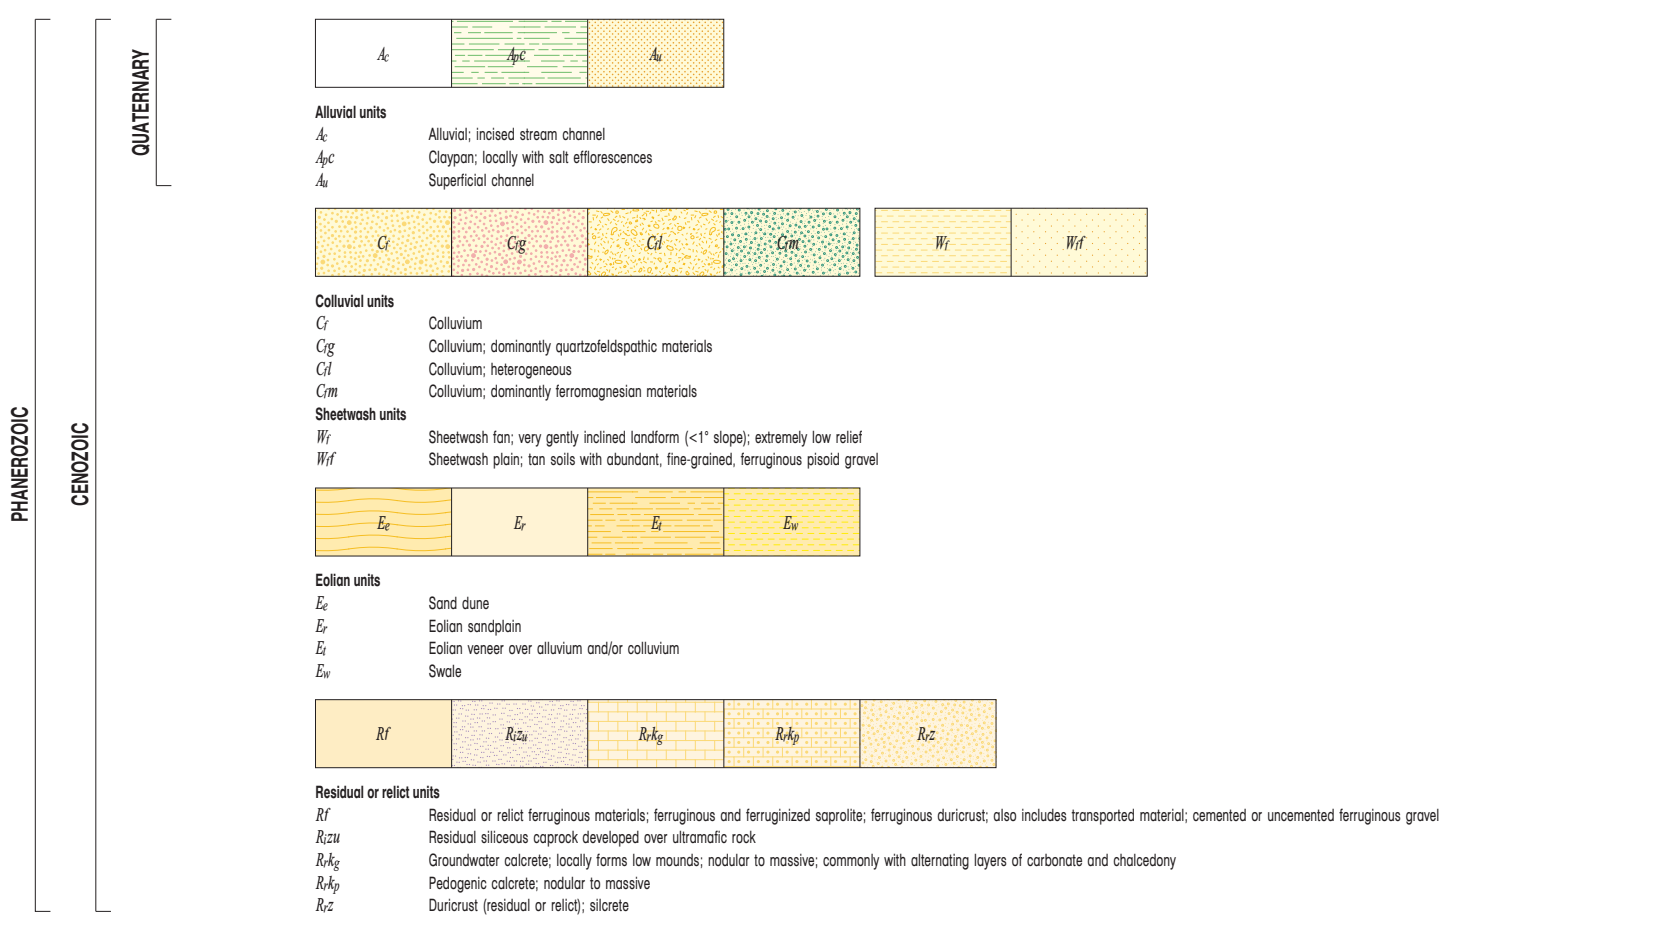 PHANEROZOIC
CENOZOIC
QUATERNARY
Ac Apc Au
Alluvial units
Ac Alluvial; incised stream channel
Apc Claypan; locally with salt efflorescences
Au Superficial channel
Cf Cfg Cfl Cfm Wf Wff
Colluvial units
Cf Colluvium
Cfg Colluvium; dominantly quartzofeldspathic materials
Cfl Colluvium; heterogeneous
Cfm Colluvium; dominantly ferromagnesian materials
Sheetwash units
Wf Sheetwash fan; very gently inclined landform (<1° slope); extremely low relief
Wff Sheetwash plain; tan soils with abundant, fine-grained, ferruginous pisoid gravel
Ee Er Et Ew
Eolian units
Ee Sand dune
Er Eolian sandplain
Et Eolian veneer over alluvium and/or colluvium
Ew Swale
Rf Rizu Rrkg Rrkp Rrz
Residual or relict units
Rf Residual or relict ferruginous materials; ferruginous and ferruginized saprolite; ferruginous duricrust; also includes transported material; cemented or uncemented ferruginous gravel
Rizu Residual siliceous caprock developed over ultramafic rock
Rrkg Groundwater calcrete; locally forms low mounds; nodular to massive; commonly with alternating layers of carbonate and chalcedony
Rrkp Pedogenic calcrete; nodular to massive
Rrz Duricrust (residual or relict); silcrete